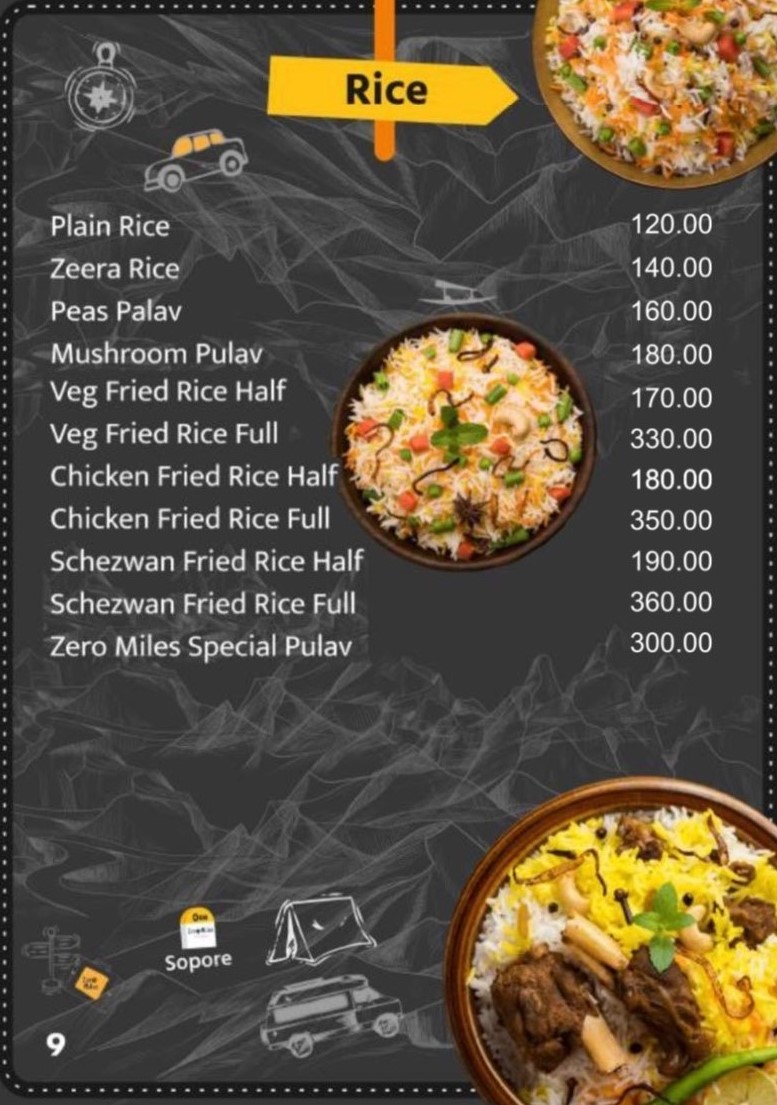 Rice
Plain Rice 120.00
Zeera Rice 140.00
Peas Palav 160.00
Mushroom Pulav 180.00
Veg Fried Rice Half 170.00
Veg Fried Rice Full 330.00
Chicken Fried Rice Half 180.00
Chicken Fried Rice Full 350.00
Schezwan Fried Rice Half 190.00
Schezwan Fried Rice Full 360.00
Zero Miles Special Pulav 300.00
Sopore
9